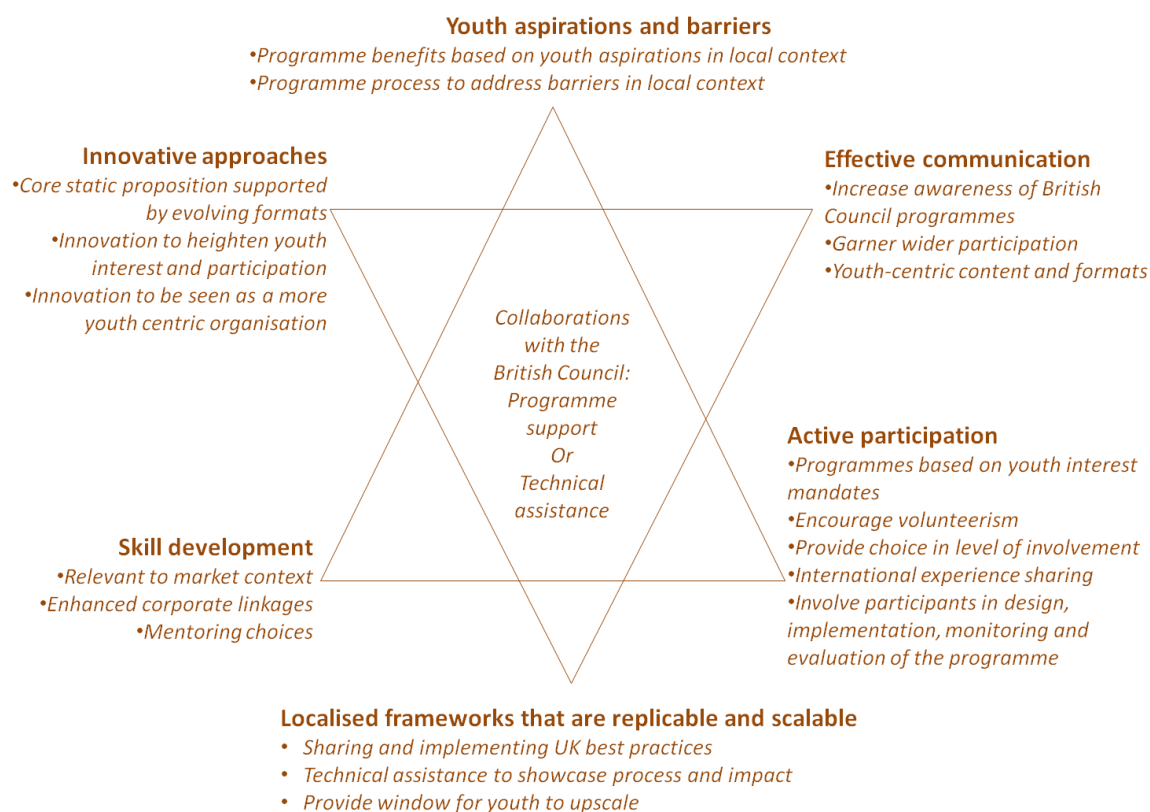 Youth aspirations and barriers
•Programme benefits based on youth aspirations in local context
•Programme process to address barriers in local context
Innovative approaches
•Core static proposition supported
by evolving formats
•Innovation to heighten youth
interest and participation
•Innovation to be seen as a more
youth centric organisation
Effective communication
•Increase awareness of British
Council programmes
•Garner wider participation
•Youth-centric content and formats
Collaborations
with the
British Council:
Programme
support
Or
Technical
assistance
Skill development
•Relevant to market context
•Enhanced corporate linkages
•Mentoring choices
Active participation
•Programmes based on youth interest
mandates
•Encourage volunteerism
•Provide choice in level of involvement
•International experience sharing
•Involve participants in design,
implementation, monitoring and
evaluation of the programme
Localised frameworks that are replicable and scalable
• Sharing and implementing UK best practices
• Technical assistance to showcase process and impact
• Provide window for youth to upscale